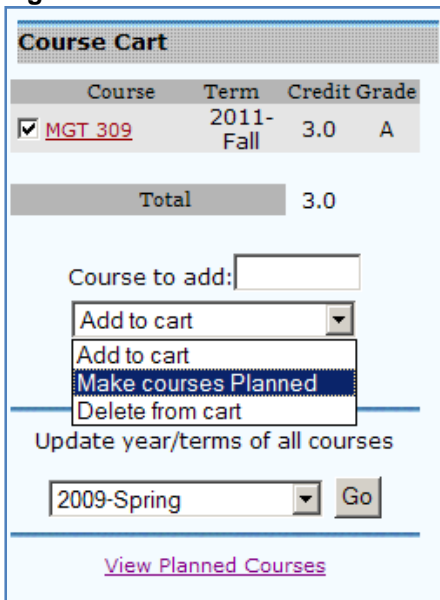 Course Cart
Course Term Credit Grade
MGT 309 2011-Fall 3.0 A
Total 3.0
Course to add:
Add to cart
Add to cart
Make courses Planned
Delete from cart
Update year/terms of all courses
2009-Spring Go
View Planned Courses